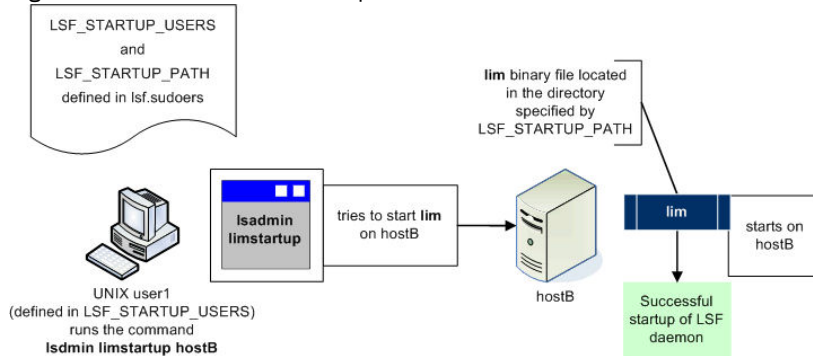 LSF_STARTUP_USERS
and
LSF_STARTUP_PATH
defined in lsf.sudoers
lim binary file located
in the directory
specified by
LSF_STARTUP_PATH
lsadmin
limstartup
tries to start lim
on hostB
lim
starts on
hostB
UNIX user1
(defined in LSF_STARTUP_USERS)
runs the command
lsdmin limstartup hostB
hostB
Successful
startup of LSF
daemon